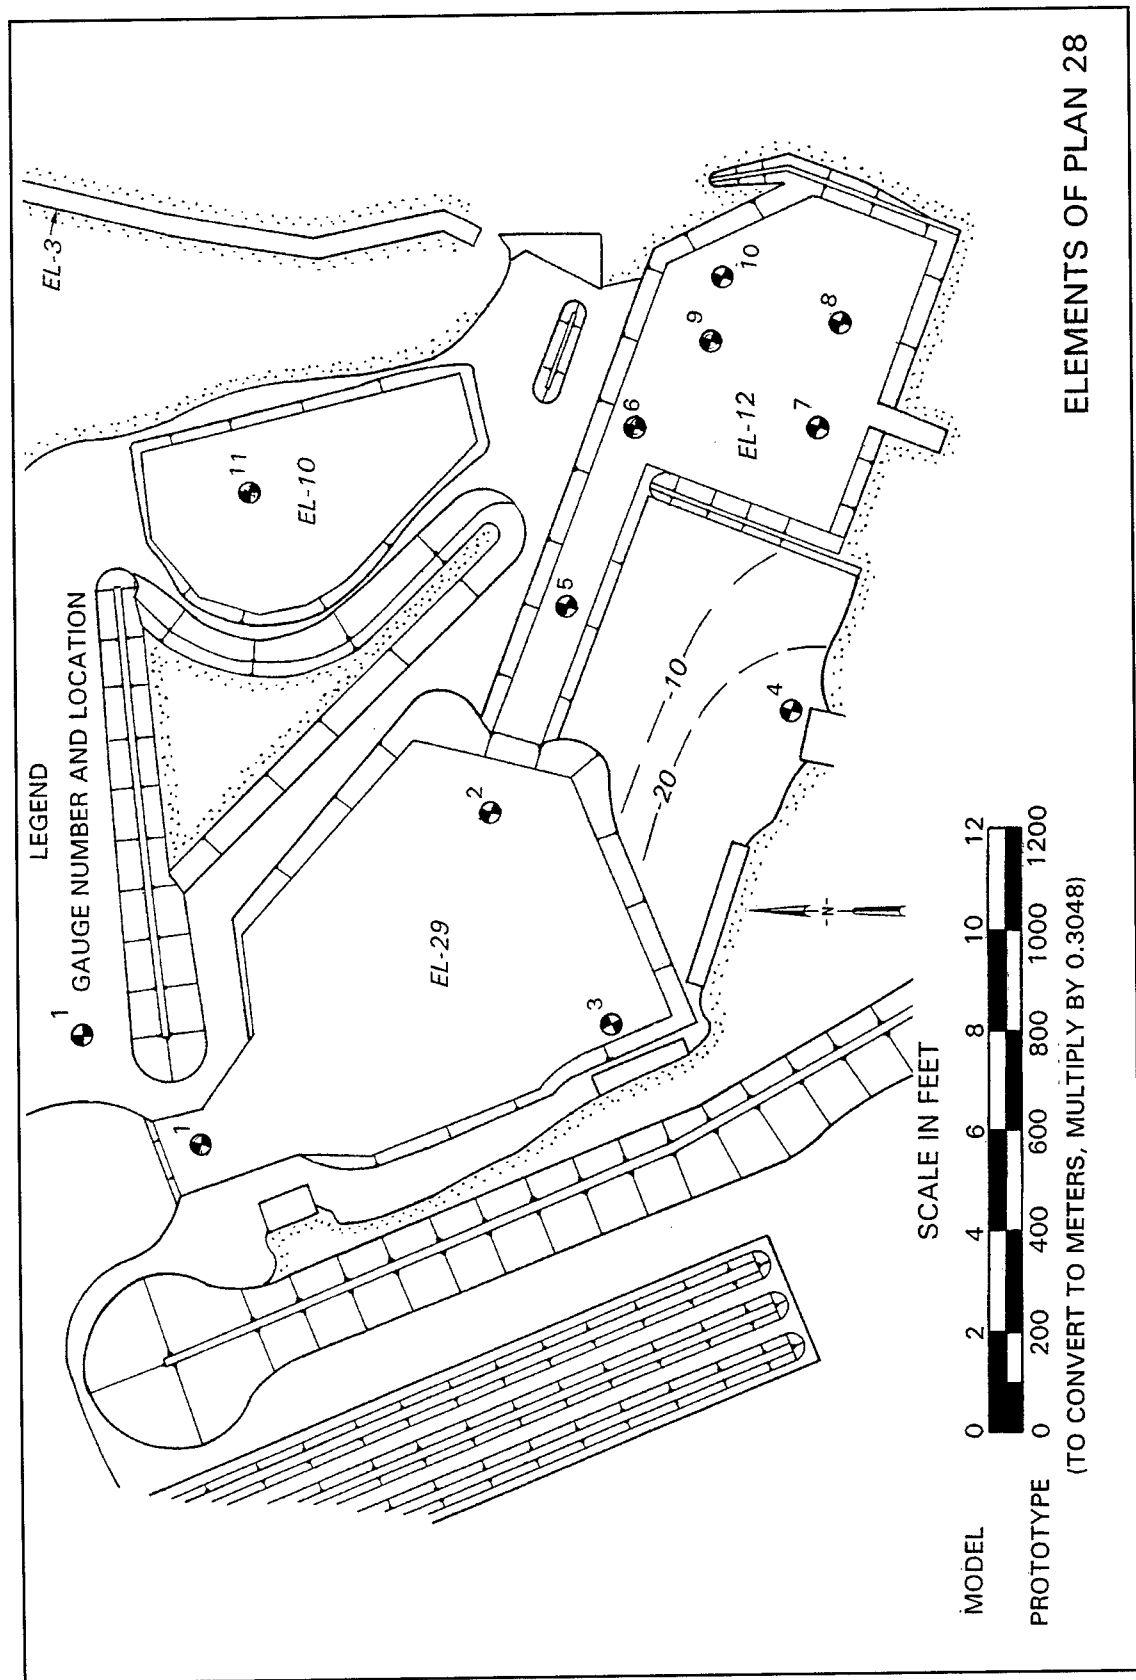 LEGEND
1
GAUGE NUMBER AND LOCATION
EL-3
11
EL-10
1
2
EL-29
3
5
6
9
10
EL-12
8
7
-10
-20
4
-N-
SCALE IN FEET
MODEL 0 2 4 6 8 10 12
PROTOTYPE 0 200 400 600 800 1000 1200
(TO CONVERT TO METERS, MULTIPLY BY 0.3048)
ELEMENTS OF PLAN 28